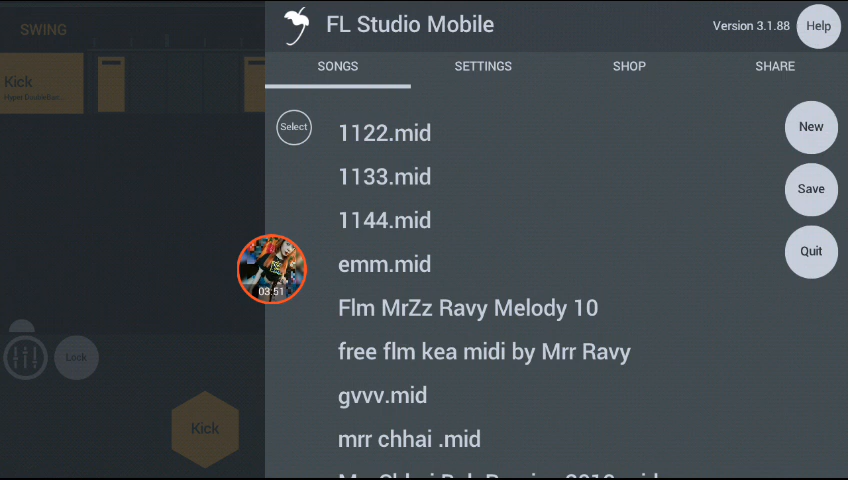 SWING
FL Studio Mobile
Version 3.1.88
Help
SONGS
SETTINGS
SHOP
SHARE
Kick
Select
1122.mid
New
1133.mid
Save
1144.mid
emm.mid
Quit
03:51
Flm MrZz Ravy Melody 10
free flm kea midi by Mrr Ravy
Lock
gvvv.mid
Kick
mrr chhai .mid